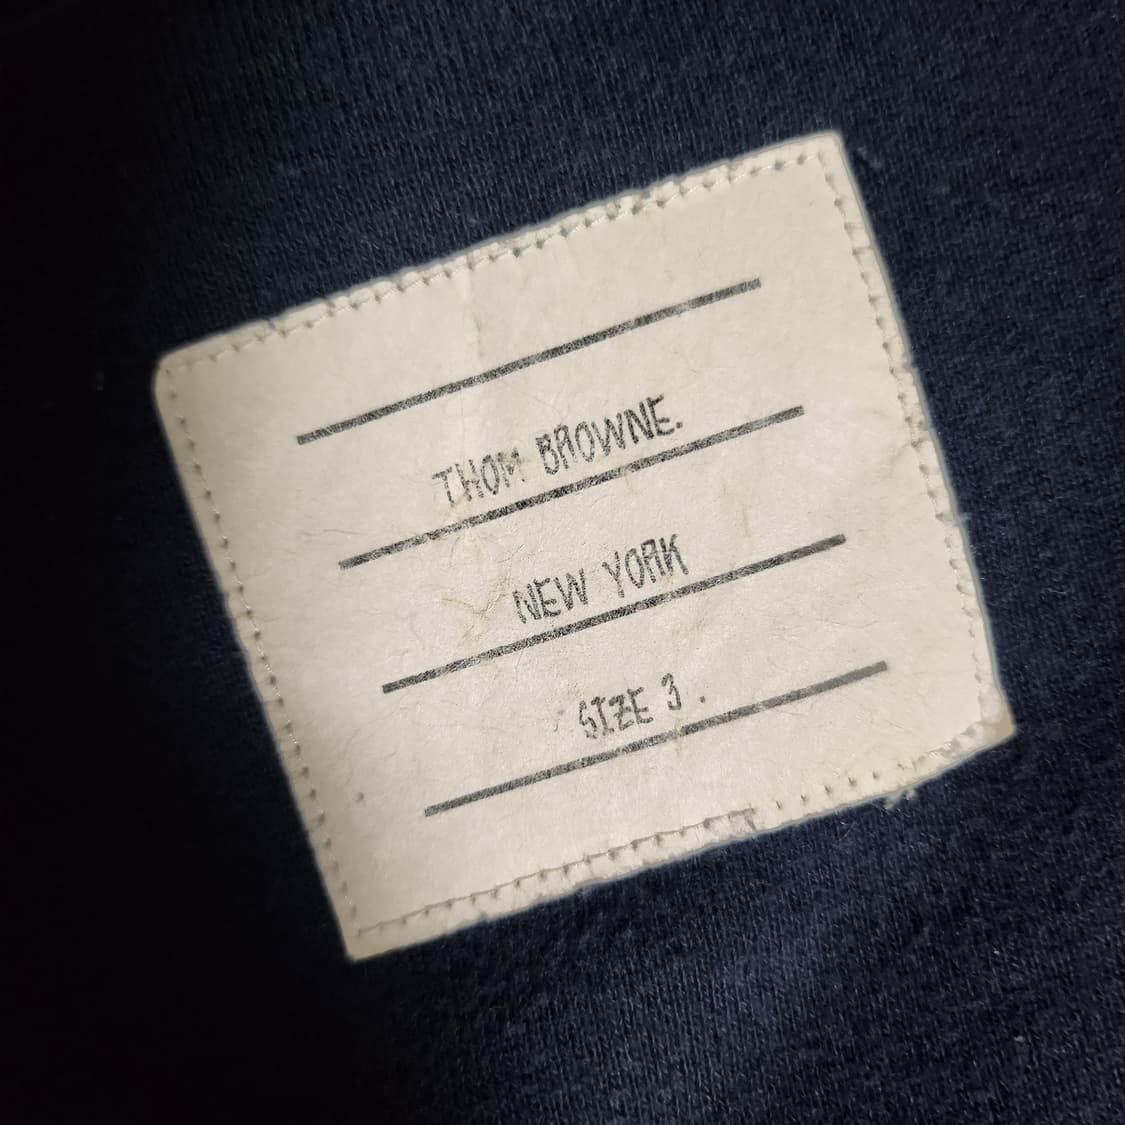 THOM BROWNE.
NEW YORK
SIZE 3 .